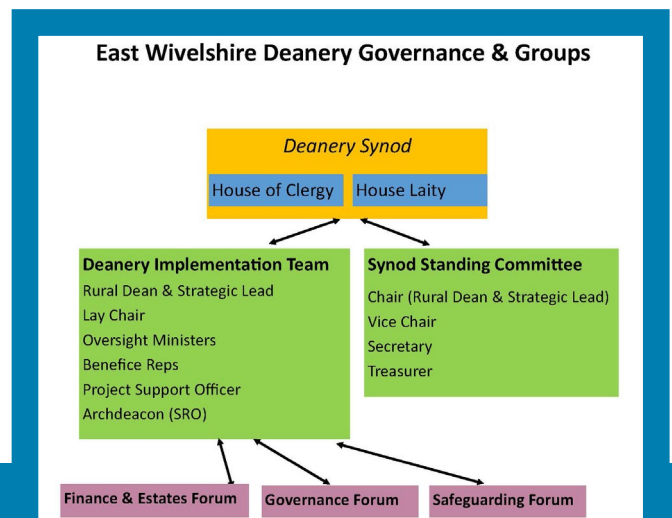 East Wivelshire Deanery Governance & Groups
Deanery Synod
House of Clergy
House Laity
Deanery Implementation Team
Rural Dean & Strategic Lead
Lay Chair
Oversight Ministers
Benefice Reps
Project Support Officer
Archdeacon (SRO)
Synod Standing Committee
Chair (Rural Dean & Strategic Lead)
Vice Chair
Secretary
Treasurer
Finance & Estates Forum
Governance Forum
Safeguarding Forum